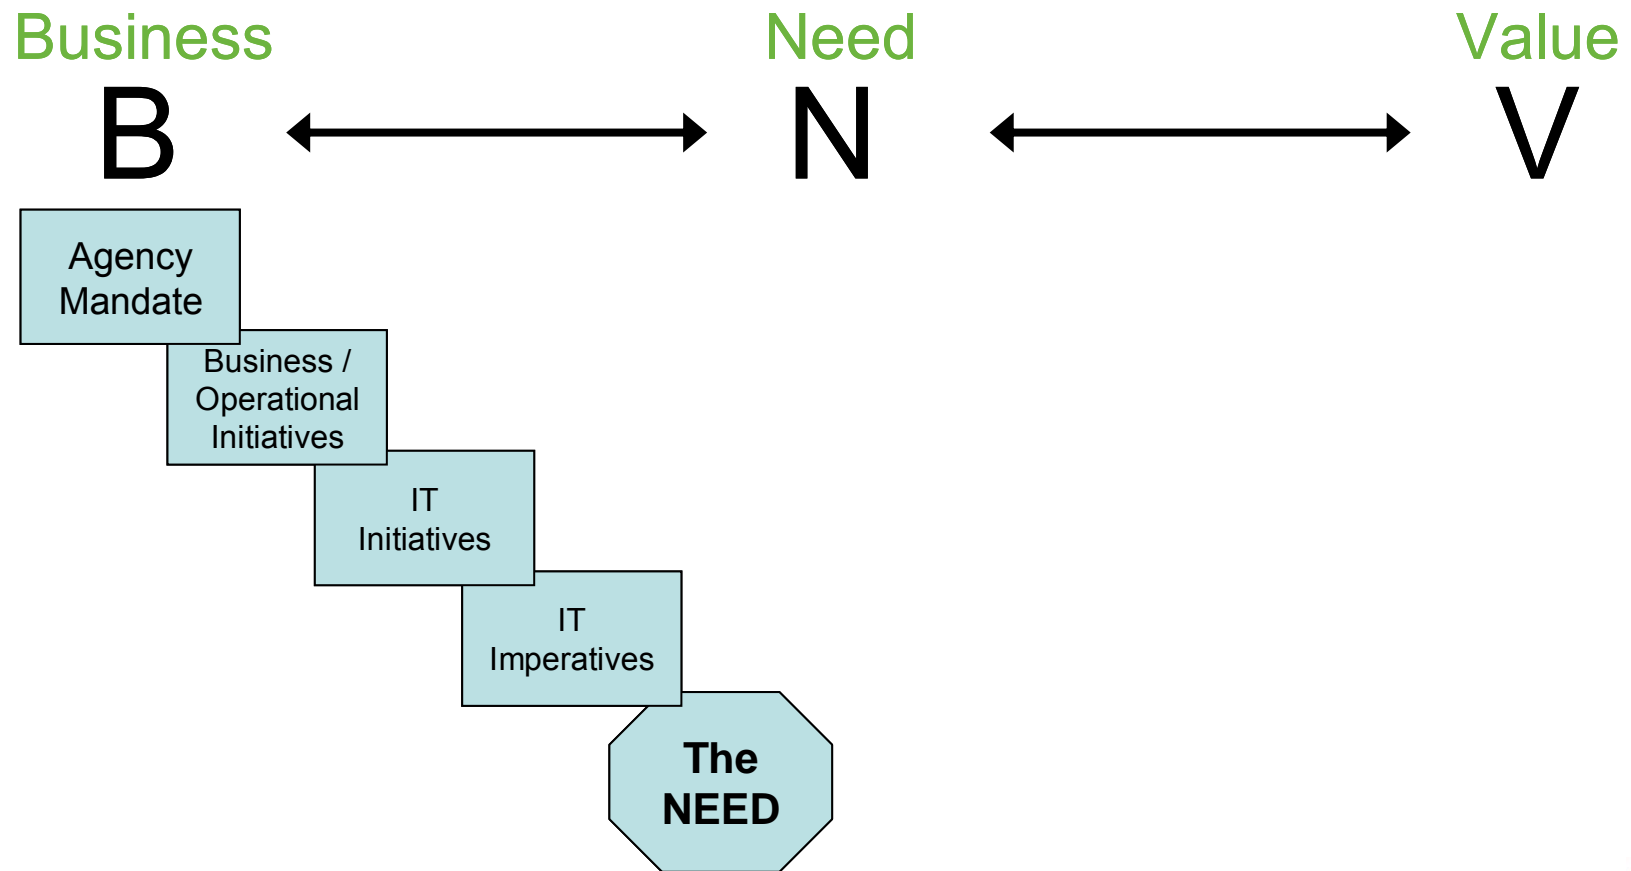 Business
Need
Value
B
N
V
Agency
Mandate
Business /
Operational
Initiatives
IT
Initiatives
IT
Imperatives
The
NEED